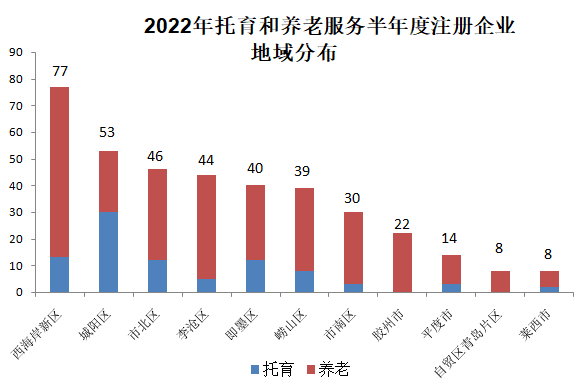 2022年托育和养老服务半年度注册企业
地域分布
90
80
70
60
50
40
30
20
10
0
77
53
46
44
40
39
30
22
14
8
8
西海岸新区
城阳区
市北区
李沧区
即墨区
崂山区
市南区
胶州市
平度市
自贸区青岛片区
莱西市
托育 养老